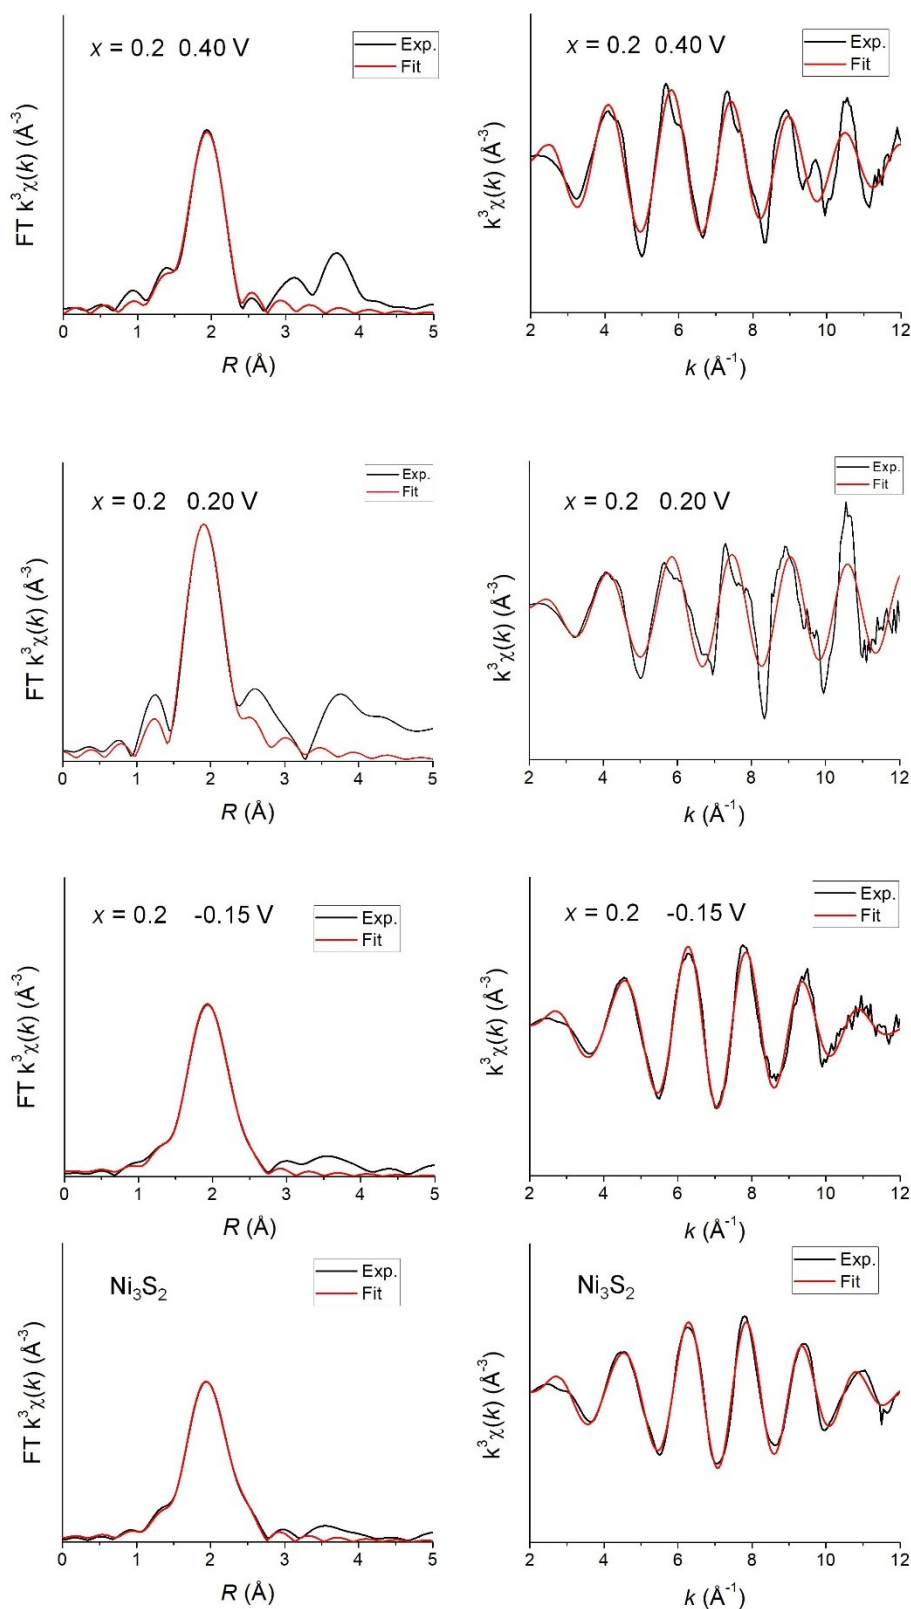 x = 0.2 0.40 V
Exp.
Fit
FT k³χ(k) (Å⁻³)
0 1 2 3 4 5
R (Å)
x = 0.2 0.40 V
Exp.
Fit
k³χ(k) (Å⁻³)
2 4 6 8 10 12
k (Å⁻¹)
x = 0.2 0.20 V
Exp.
Fit
FT k³χ(k) (Å⁻³)
0 1 2 3 4 5
R (Å)
x = 0.2 0.20 V
Exp.
Fit
k³χ(k) (Å⁻³)
2 4 6 8 10 12
k (Å⁻¹)
x = 0.2 -0.15 V
Exp.
Fit
FT k³χ(k) (Å⁻³)
0 1 2 3 4 5
R (Å)
x = 0.2 -0.15 V
Exp.
Fit
k³χ(k) (Å⁻³)
2 4 6 8 10 12
k (Å⁻¹)
Ni₃S₂
Exp.
Fit
FT k³χ(k) (Å⁻³)
0 1 2 3 4 5
R (Å)
Ni₃S₂
Exp.
Fit
k³χ(k) (Å⁻³)
2 4 6 8 10 12
k (Å⁻¹)